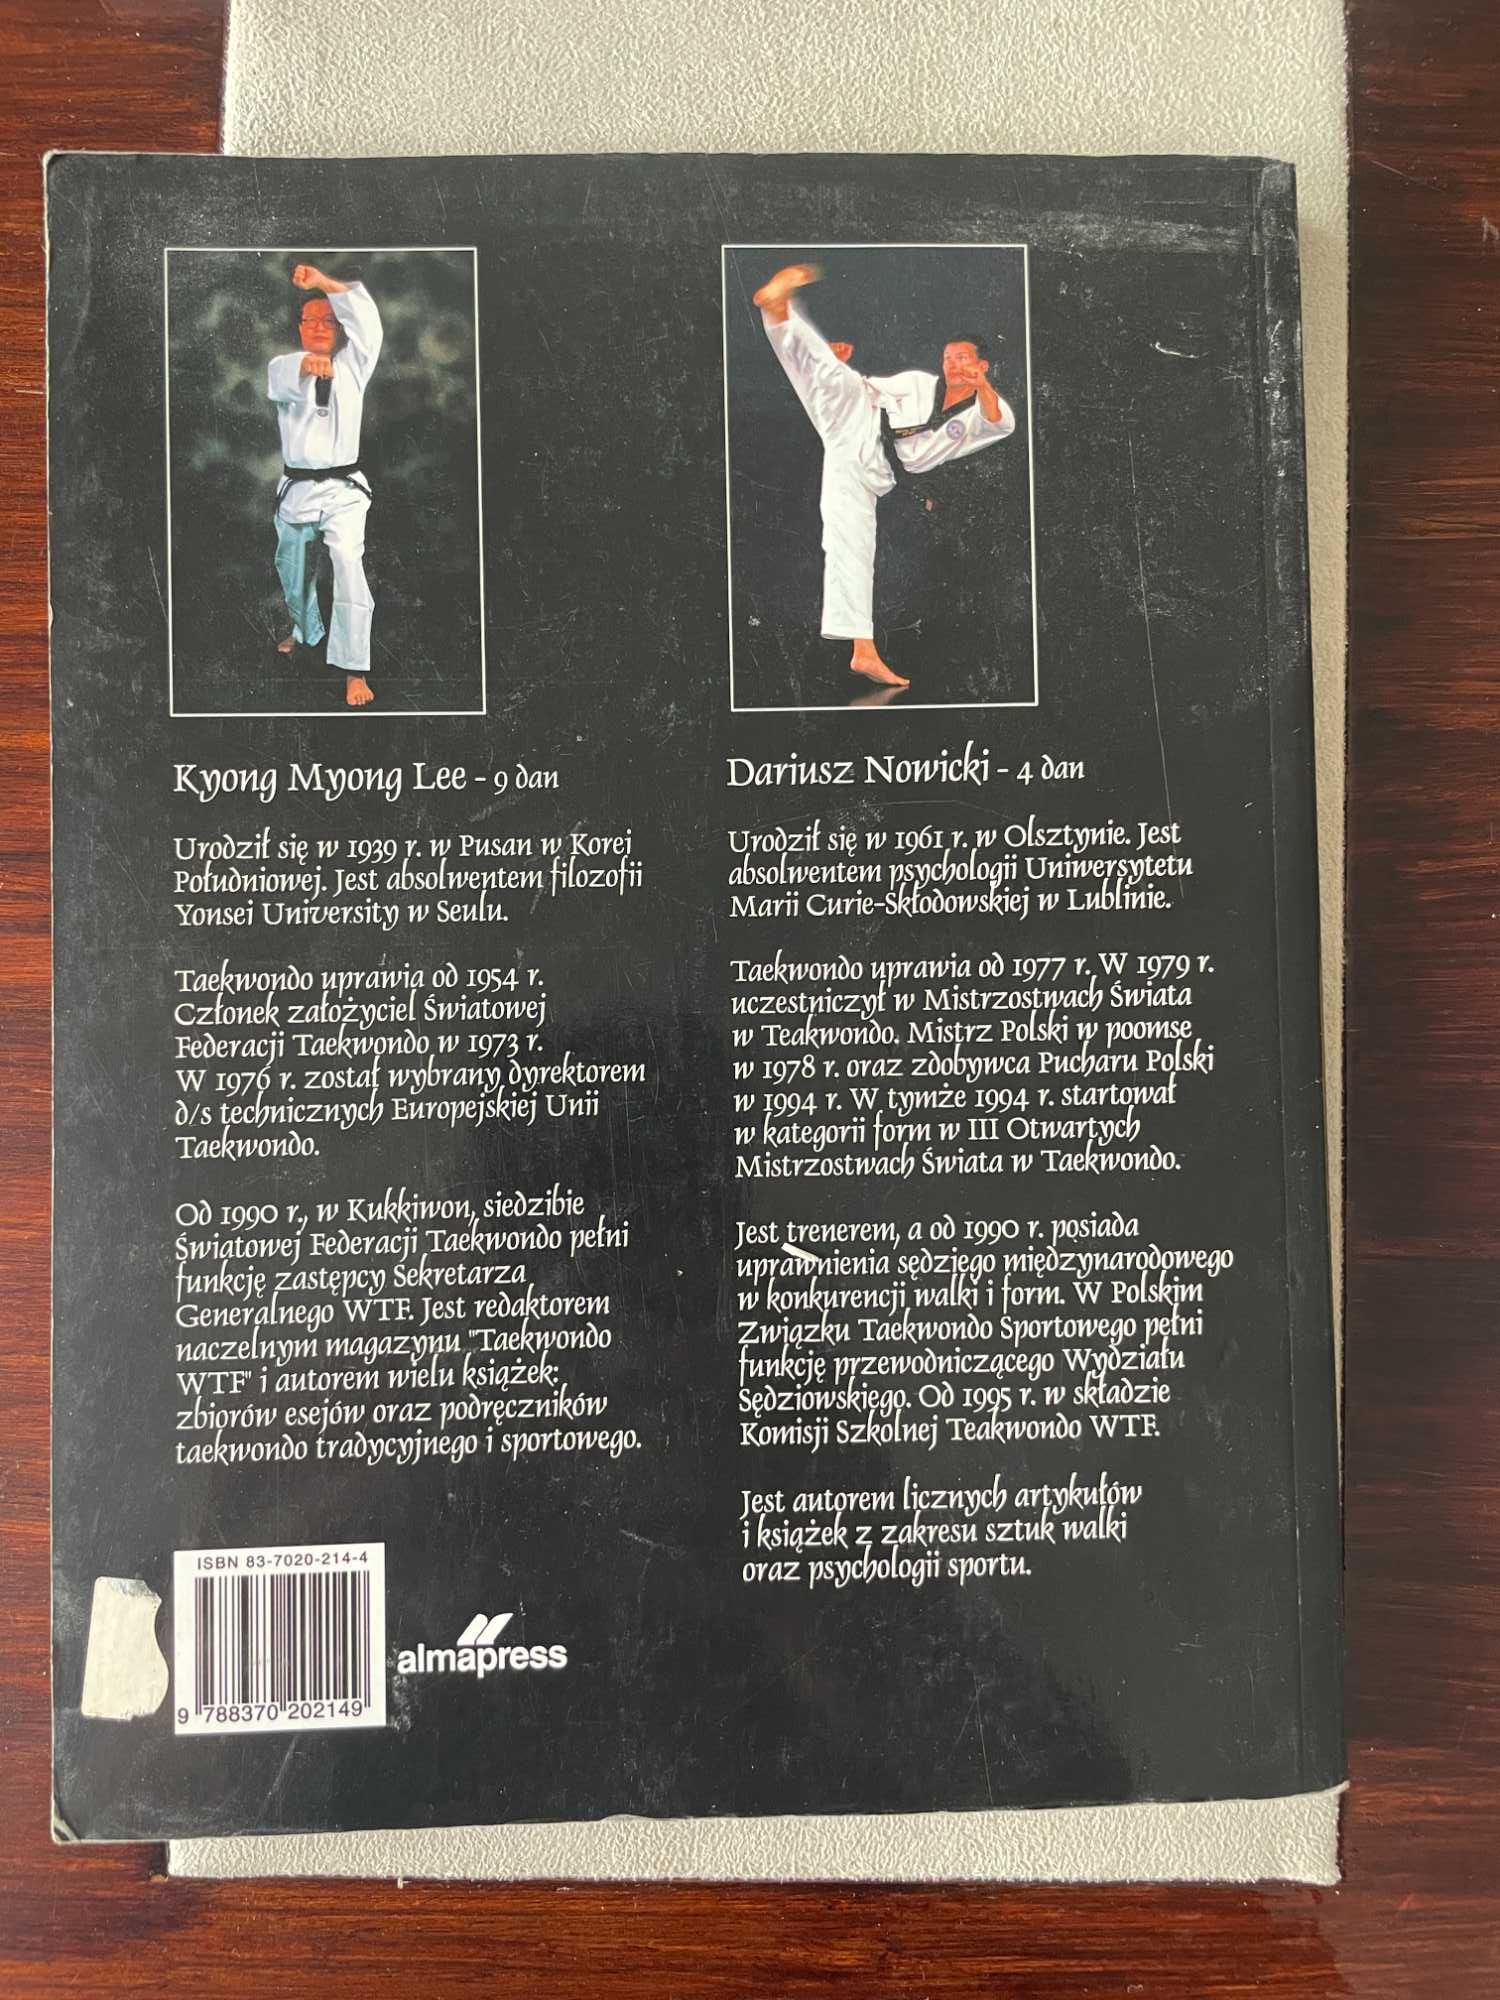 Kyong Myong Lee - 9 dan
Urodził się w 1939 r. w Pusan w Korei
Południowej. Jest absolwentem filozofii
Yonsei University w Seulu.
Taekwondo uprawia od 1954 r.
Członek założyciel Światowej
Federacji Taekwondo w 1973 r.
W 1976 r. został wybrany dyrektorem
d/s technicznych Europejskiej Unii
Taekwondo.
Od 1990 r., w Kukkiwon, siedzibie
Światowej Federacji Taekwondo pełni
funkcję zastępcy Sekretarza
Generalnego WTF. Jest redaktorem
naczelnym magazynu "Taekwondo
WTF" i autorem wielu książek:
zbiorów esejów oraz podręczników
taekwondo tradycyjnego i sportowego.
Dariusz Nowicki - 4 dan
Urodził się w 1961 r. w Olsztynie. Jest
absolwentem psychologii Uniwersytetu
Marii Curie-Skłodowskiej w Lublinie.
Taekwondo uprawia od 1977 r. W 1979 r.
uczestniczył w Mistrzostwach Świata
w Teakwondo. Mistrz Polski w poomse
w 1978 r. oraz zdobywca Pucharu Polski
w 1994 r. W tymże 1994 r. startował
w kategorii form w III Otwartych
Mistrzostwach Świata w Taekwondo.
Jest trenerem, a od 1990 r. posiada
uprawnienia sędziego międzynarodowego
w konkurencji walki i form. W Polskim
Związku Taekwondo Sportowego pełni
funkcję przewodniczącego Wydziału
Sędziowskiego. Od 1995 r. w składzie
Komisji Szkolnej Teakwondo WTF.
Jest autorem licznych artykułów
i książek z zakresu sztuk walki
oraz psychologii sportu.
ISBN 83-7020-214-4
9 788370 202149
almapress